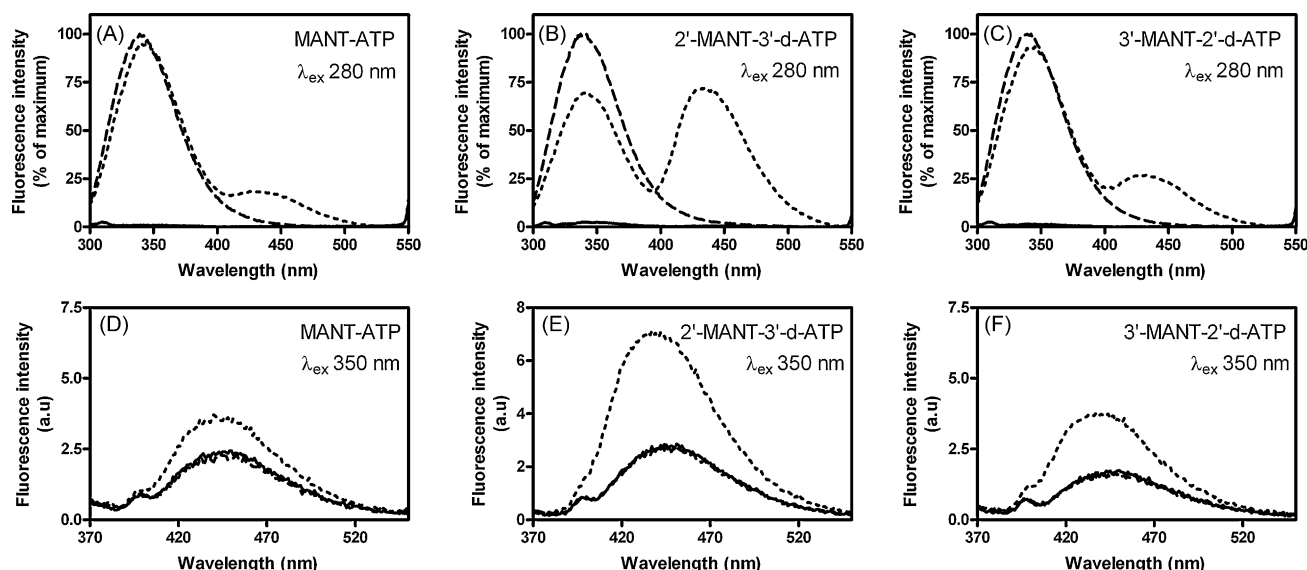 (A)
MANT-ATP
λex 280 nm
Fluorescence intensity
(% of maximum)
100
75
50
25
0
300
350
400
450
500
550
Wavelength (nm)
(B)
2'-MANT-3'-d-ATP
λex 280 nm
Fluorescence intensity
(% of maximum)
100
75
50
25
0
300
350
400
450
500
550
Wavelength (nm)
(C)
3'-MANT-2'-d-ATP
λex 280 nm
Fluorescence intensity
(% of maximum)
100
75
50
25
0
300
350
400
450
500
550
Wavelength (nm)
(D)
MANT-ATP
λex 350 nm
Fluorescence intensity
(a.u)
7.5
5.0
2.5
0.0
370
420
470
520
Wavelength (nm)
(E)
2'-MANT-3'-d-ATP
λex 350 nm
Fluorescence intensity
(a.u)
8
6
4
2
0
370
420
470
520
Wavelength (nm)
(F)
3'-MANT-2'-d-ATP
λex 350 nm
Fluorescence intensity
(a.u)
7.5
5.0
2.5
0.0
370
420
470
520
Wavelength (nm)